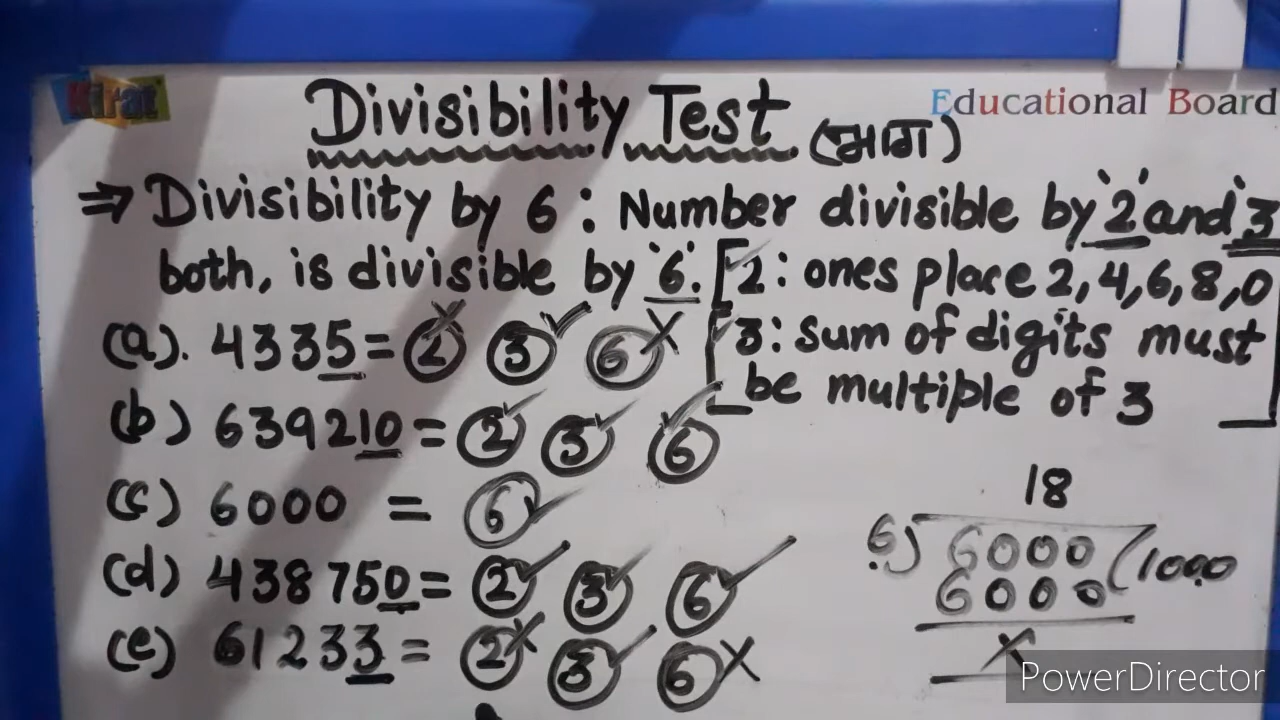 Kirat
Educational Board
Divisibility Test (भाग)
⇒ Divisibility by 6 : Number divisible by '2' and '3'
both, is divisible by '6'. [✓2: ones place 2, 4, 6, 8, 0
(a). 4335 = 2 ✗ 3 ✓ 6 ✗ ✓3: sum of digits must
be multiple of 3]
(b) 639210 = 2 ✓ 3 ✓ 6 ✓
(c) 6000 = 6 ✓
18
6) 6000 (1000
6000
×
(d) 438750 = 2 ✓ 3 ✓ 6 ✓
(e) 61233 = 2 ✗ 3 ✓ 6 ✗
PowerDirector